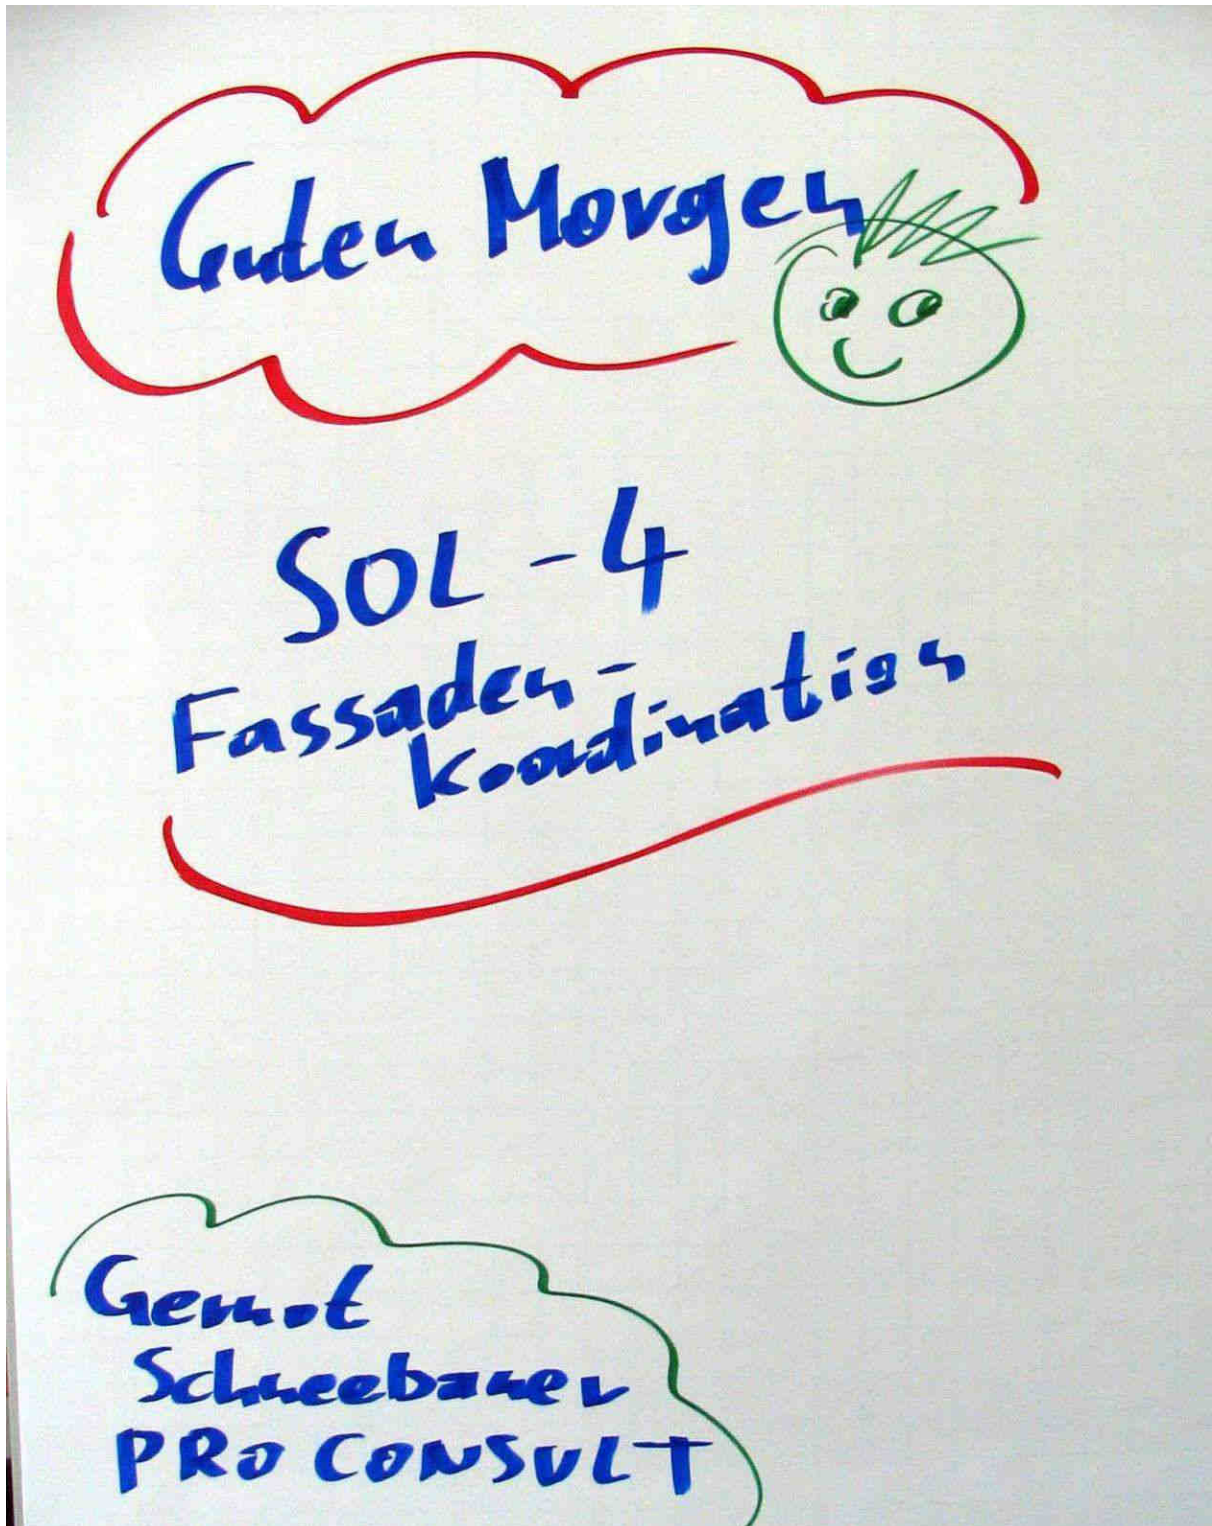 Guten Morgen
SOL - 4
Fassaden-
koordination
Gernot
Schneebauer
PRO CONSULT